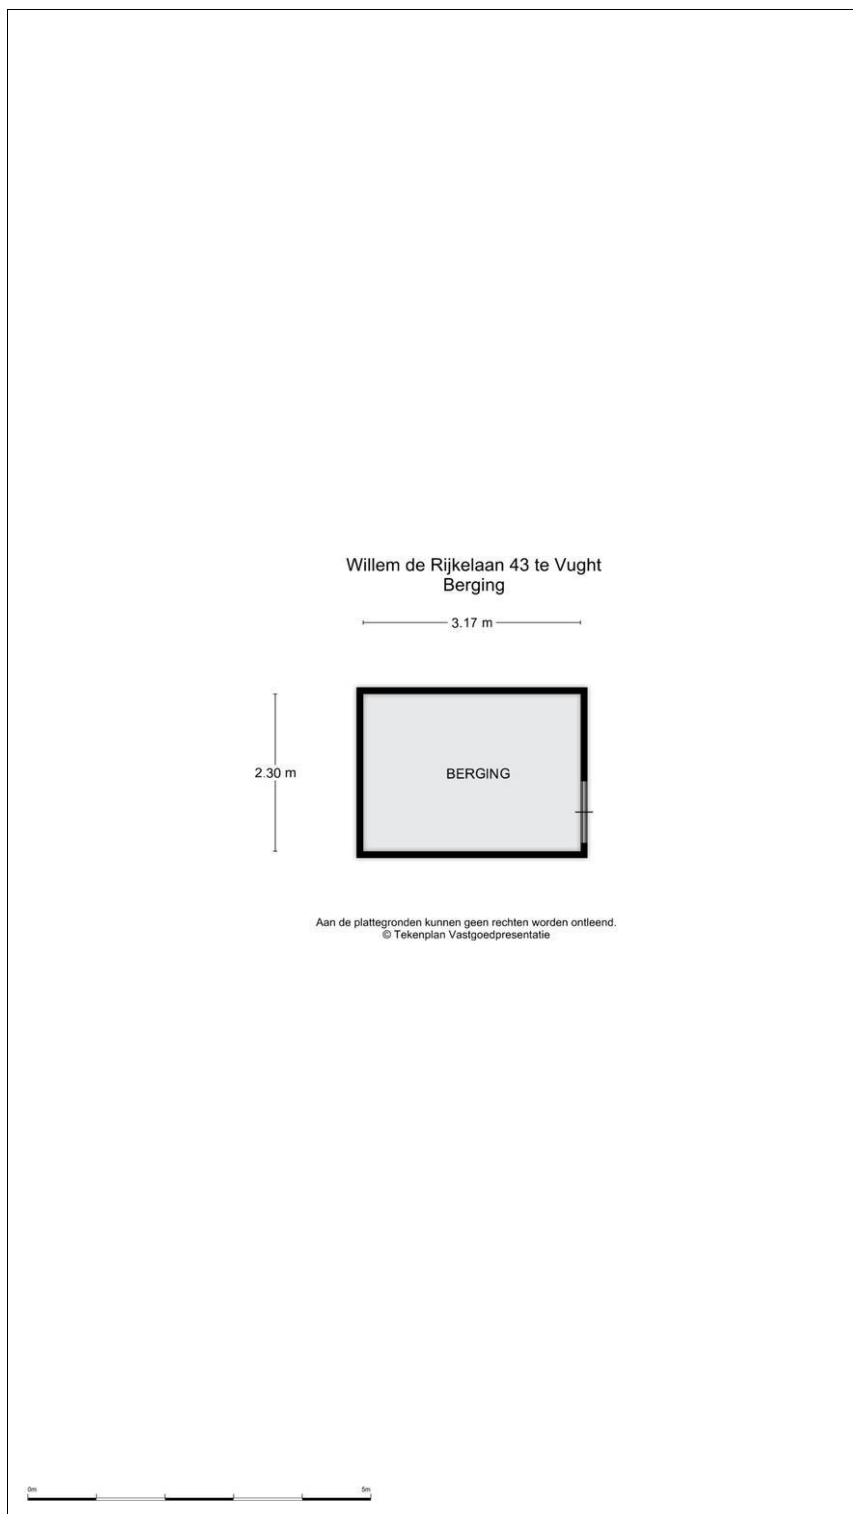 Willem de Rijkelaan 43 te Vught
Berging
3.17 m
2.30 m
BERGING
Aan de plattegronden kunnen geen rechten worden ontleend.
© Tekenplan Vastgoedpresentatie
0m 5m